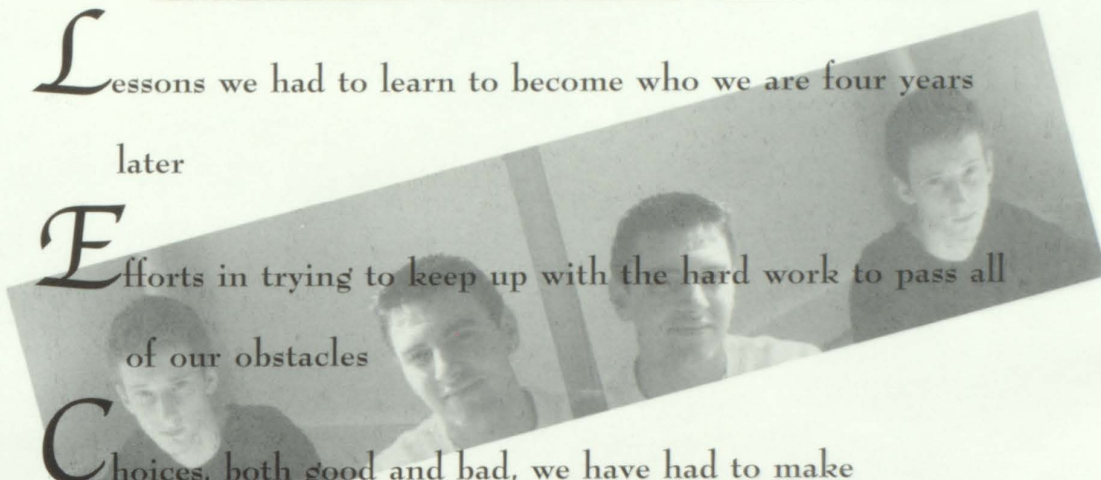 Lessons we had to learn to become who we are four years
later
Efforts in trying to keep up with the hard work to pass all
of our obstacles
Choices, both good and bad, we have had to make